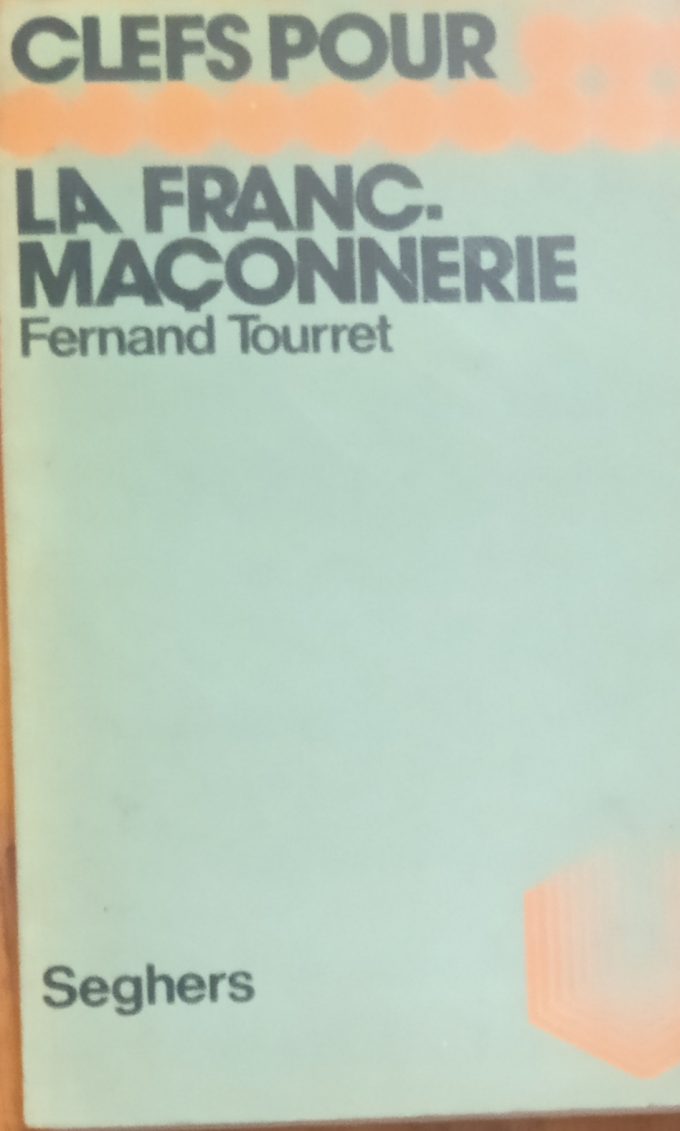 CLEFS POUR
LA FRANC.
MAÇONNERIE
Fernand Tourret
Seghers